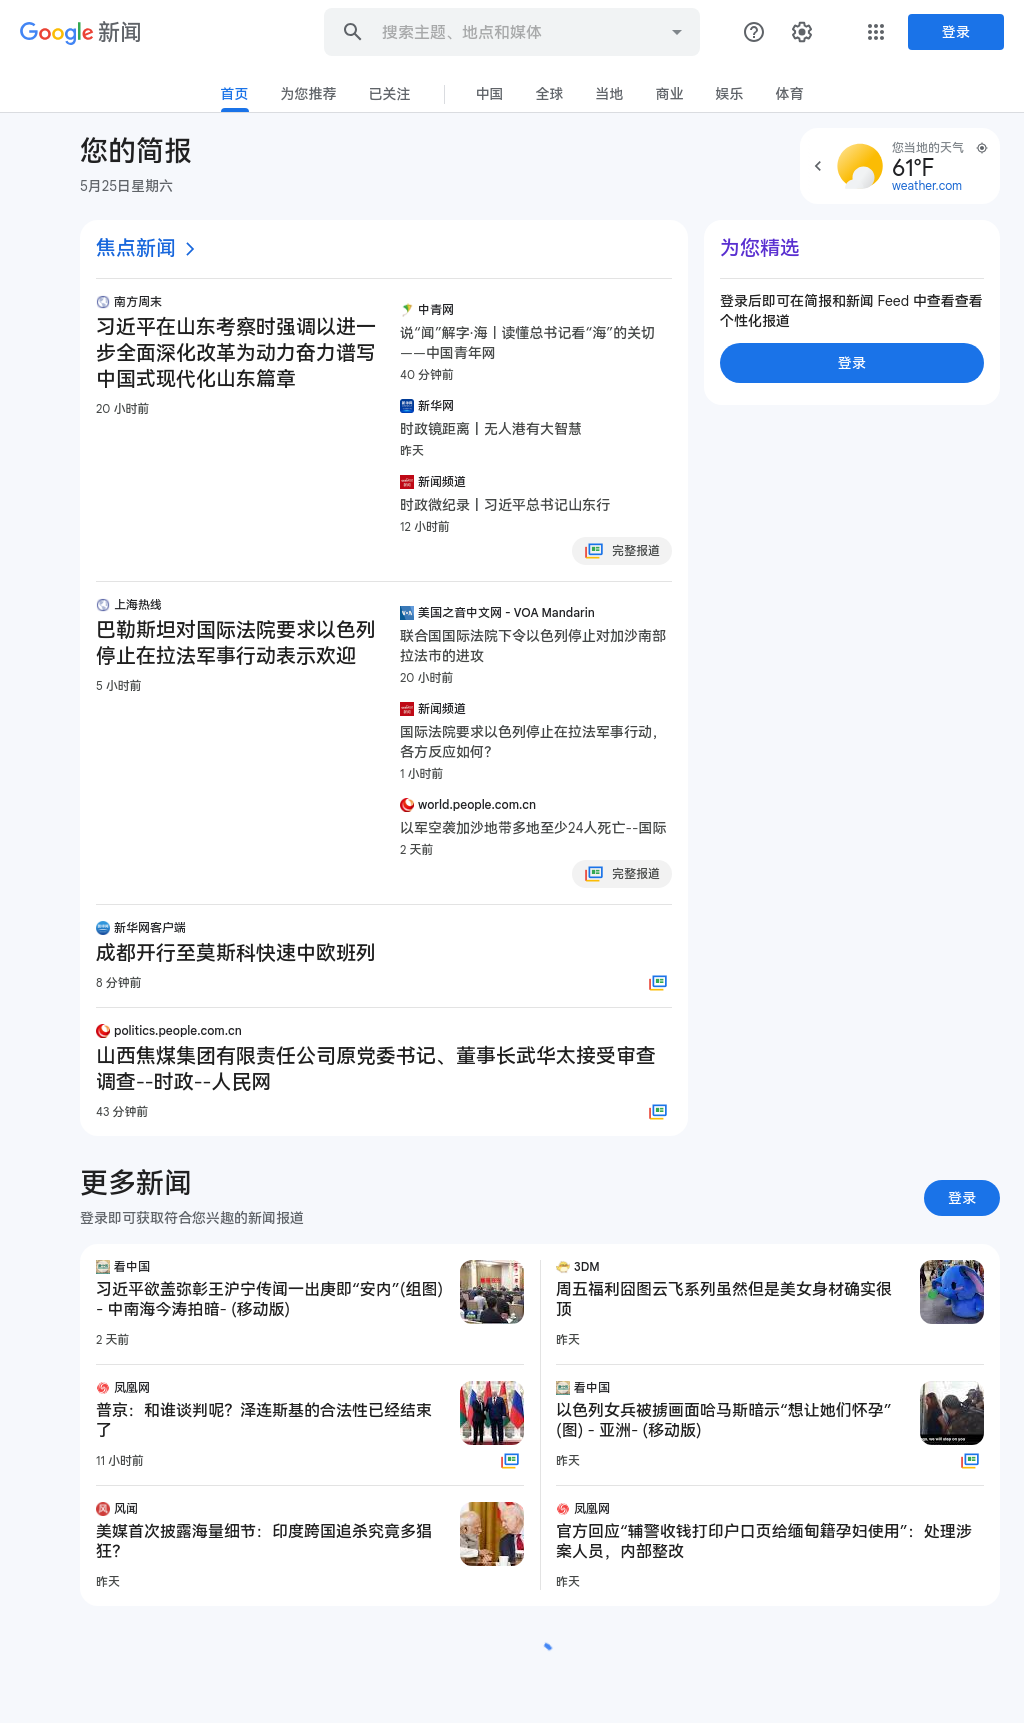 Google 新闻
搜索主题、地点和媒体
登录
首页
为您推荐
已关注
中国
全球
当地
商业
娱乐
体育
您的简报
5月25日星期六
您当地的天气
61°F
weather.com
焦点新闻
南方周末
习近平在山东考察时强调以进一
步全面深化改革为动力奋力谱写
中国式现代化山东篇章
20 小时前
中青网
说“闻”解字·海丨读懂总书记看“海”的关切
——中国青年网
40 分钟前
新华网
时政镜距离丨无人港有大智慧
昨天
新闻频道
时政微纪录丨习近平总书记山东行
12 小时前
完整报道
为您精选
登录后即可在简报和新闻 Feed 中查看查看
个性化报道
登录
上海热线
巴勒斯坦对国际法院要求以色列
停止在拉法军事行动表示欢迎
5 小时前
美国之音中文网 - VOA Mandarin
联合国国际法院下令以色列停止对加沙南部
拉法市的进攻
20 小时前
新闻频道
国际法院要求以色列停止在拉法军事行动，
各方反应如何？
1 小时前
world.people.com.cn
以军空袭加沙地带多地至少24人死亡--国际
2 天前
完整报道
新华网客户端
成都开行至莫斯科快速中欧班列
8 分钟前
politics.people.com.cn
山西焦煤集团有限责任公司原党委书记、董事长武华太接受审查
调查--时政--人民网
43 分钟前
更多新闻
登录即可获取符合您兴趣的新闻报道
登录
看中国
习近平欲盖弥彰王沪宁传闻一出庚即“安内”(组图)
- 中南海今涛拍暗- (移动版)
2 天前
3DM
周五福利囧图云飞系列虽然但是美女身材确实很
顶
昨天
凤凰网
普京：和谁谈判呢？泽连斯基的合法性已经结束
了
11 小时前
看中国
以色列女兵被掳画面哈马斯暗示“想让她们怀孕”
(图) - 亚洲- (移动版)
昨天
风闻
美媒首次披露海量细节：印度跨国追杀究竟多猖
狂？
昨天
凤凰网
官方回应“辅警收钱打印户口页给缅甸籍孕妇使用”：处理涉
案人员，内部整改
昨天